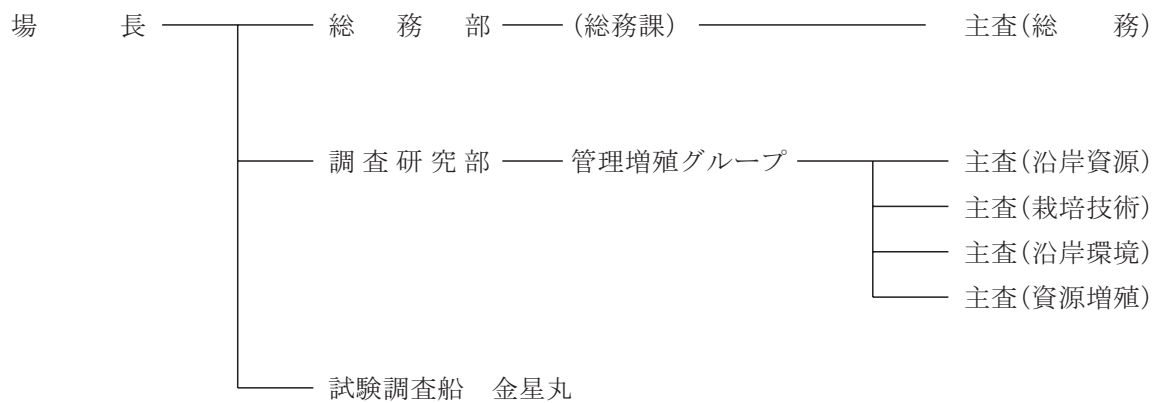 場長 総務部 (総務課) 主査(総務)
調査研究部 管理増殖グループ 主査(沿岸資源)
主査(栽培技術)
主査(沿岸環境)
主査(資源増殖)
試験調査船 金星丸